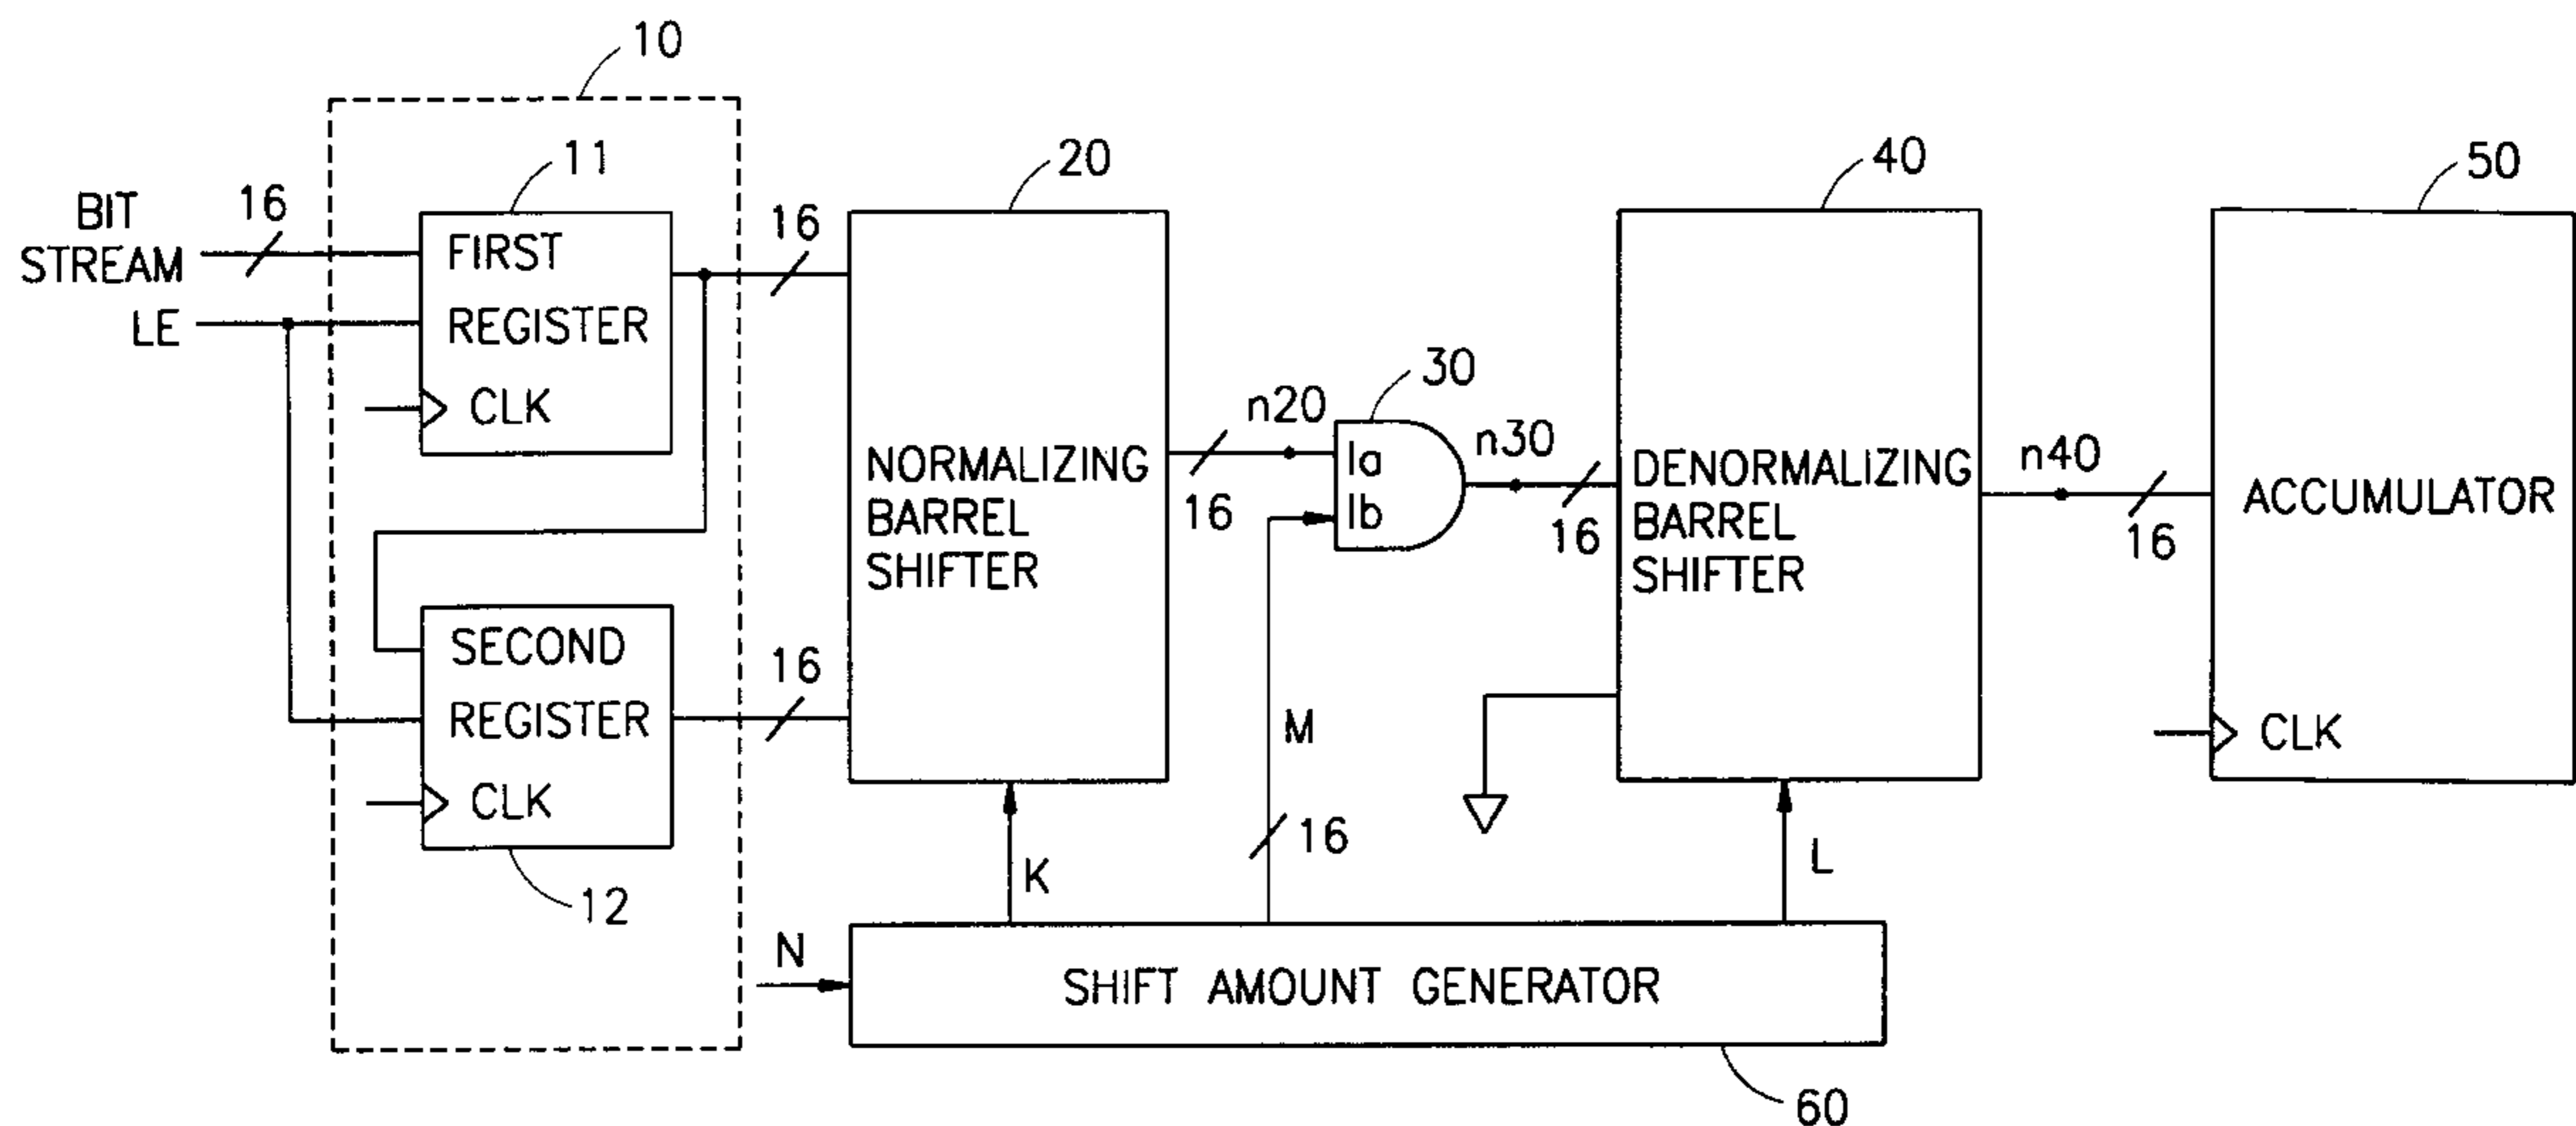 10
11
20
40
50
BIT
STREAM
16
LE
FIRST
REGISTER
CLK
16
NORMALIZING
BARREL
SHIFTER
n20
16
30
Ia
Ib
n30
16
DENORMALIZING
BARREL
SHIFTER
n40
16
ACCUMULATOR
CLK
SECOND
REGISTER
CLK
16
12
K
M
16
L
N
SHIFT AMOUNT GENERATOR
60